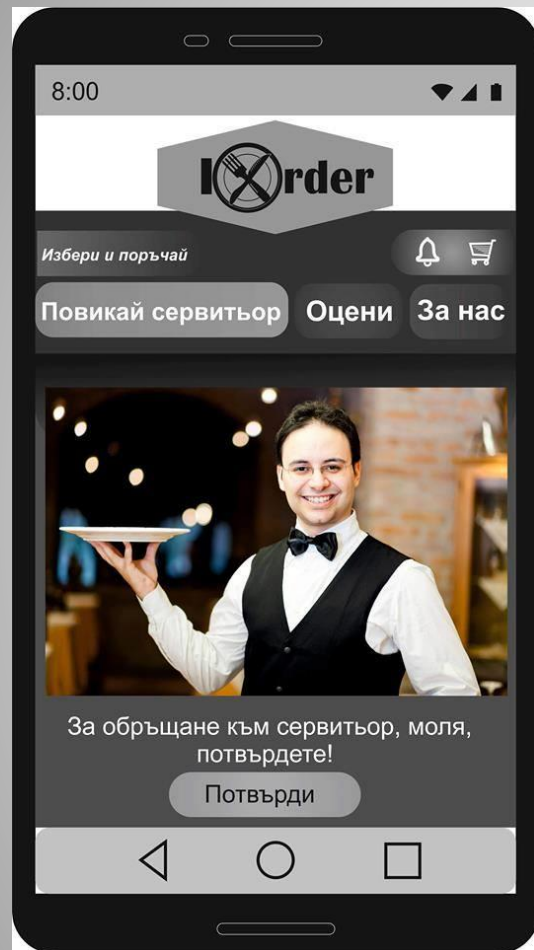 8:00
IOrder
Избери и поръчай
Повикай сервитьор Оцени За нас
За обръщане към сервитьор, моля,
потвърдете!
Потвърди